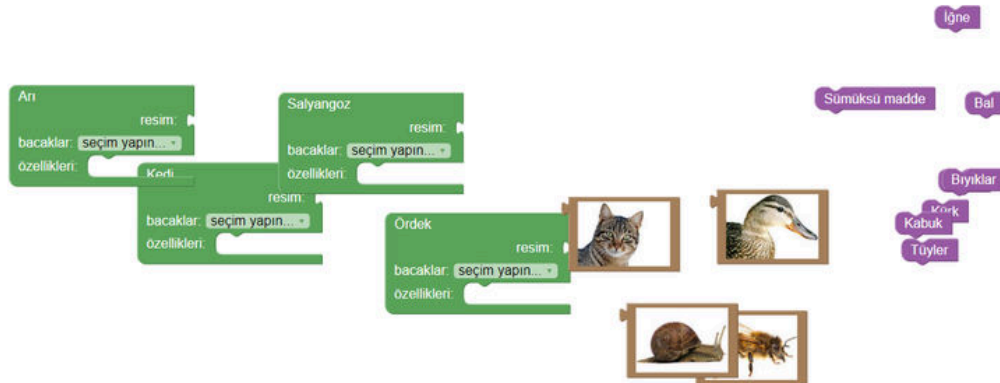 İğne
Arı
resim:
bacaklar: seçim yapın...
özellikleri:
Salyangoz
resim:
bacaklar: seçim yapın...
özellikleri:
Sümüksü madde
Bal
Kedi
resim:
bacaklar: seçim yapın...
özellikleri:
Bıyıklar
Kürk
Kabuk
Tüyler
Ördek
resim:
bacaklar: seçim yapın...
özellikleri: